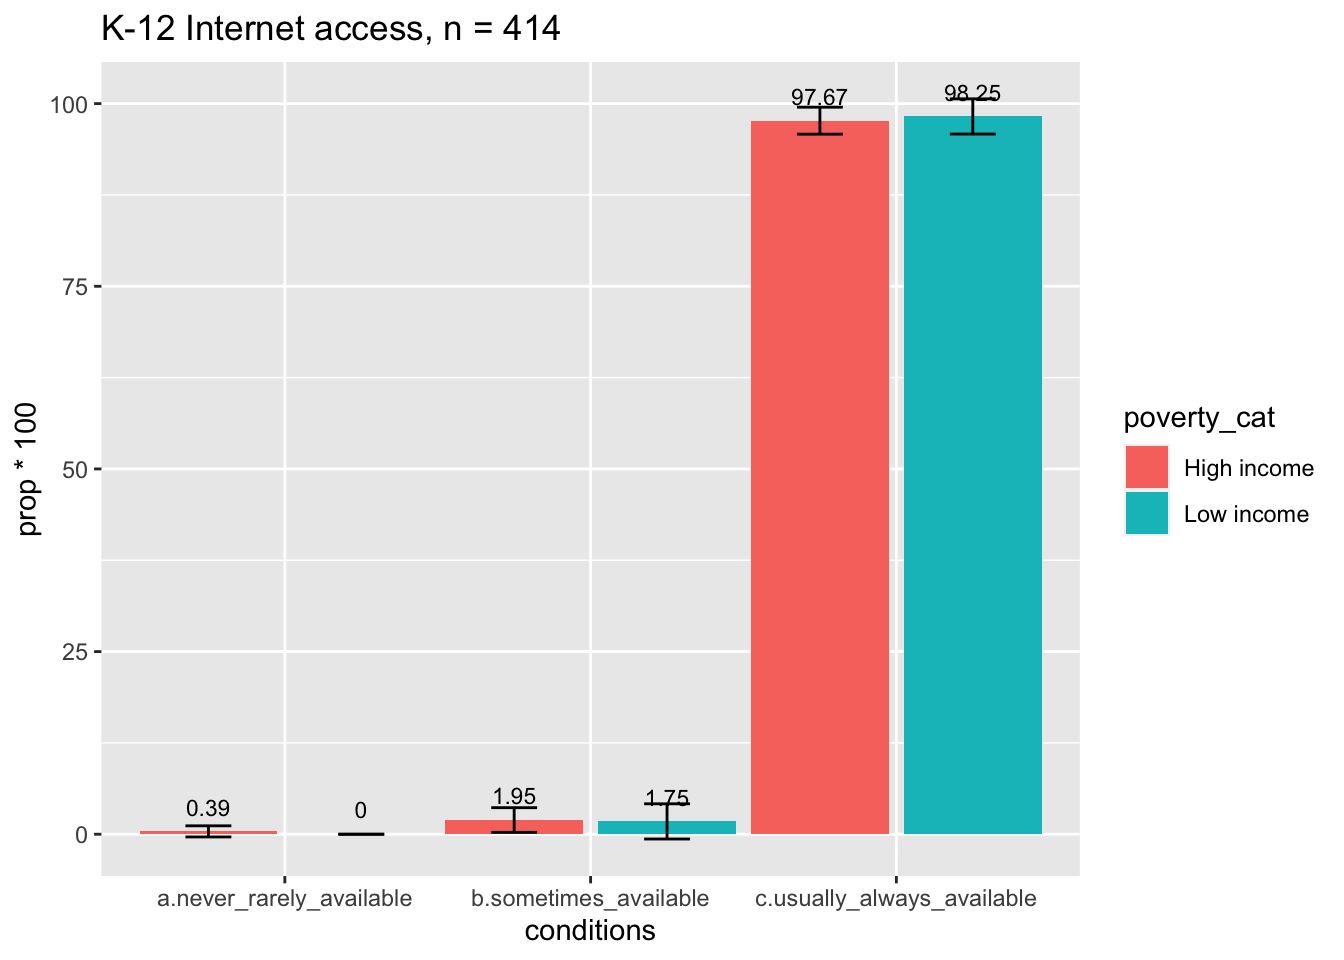 K-12 Internet access, n = 414
prop * 100
100
75
50
25
0
0.39
0
1.95
1.75
97.67
98.25
a.never_rarely_available
b.sometimes_available
c.usually_always_available
conditions
poverty_cat
High income
Low income